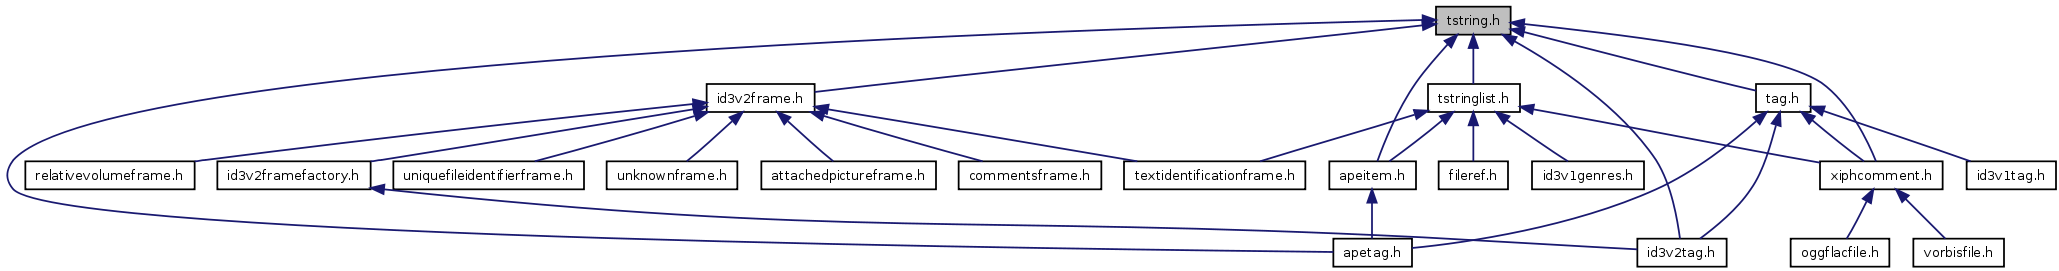 tstring.h
id3v2frame.h
tstringlist.h
tag.h
relativevolumeframe.h
id3v2framefactory.h
uniquefileidentifierframe.h
unknownframe.h
attachedpictureframe.h
commentsframe.h
textidentificationframe.h
apeitem.h
fileref.h
id3v1genres.h
xiphcomment.h
id3v1tag.h
apetag.h
id3v2tag.h
oggflacfile.h
vorbisfile.h